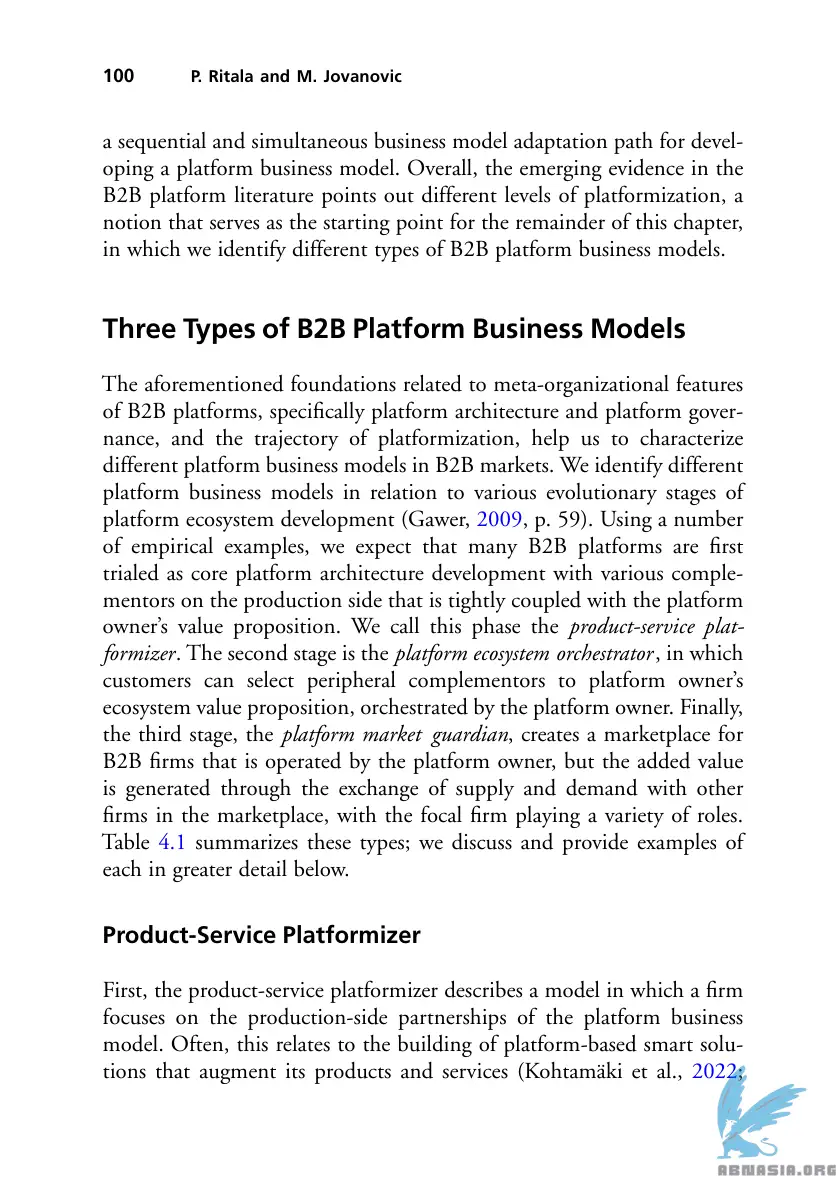 100 P. Ritala and M. Jovanovic
a sequential and simultaneous business model adaptation path for devel-
oping a platform business model. Overall, the emerging evidence in the
B2B platform literature points out different levels of platformization, a
notion that serves as the starting point for the remainder of this chapter,
in which we identify different types of B2B platform business models.
Three Types of B2B Platform Business Models
The aforementioned foundations related to meta-organizational features
of B2B platforms, specifically platform architecture and platform gover-
nance, and the trajectory of platformization, help us to characterize
different platform business models in B2B markets. We identify different
platform business models in relation to various evolutionary stages of
platform ecosystem development (Gawer, 2009, p. 59). Using a number
of empirical examples, we expect that many B2B platforms are first
trialed as core platform architecture development with various comple-
mentors on the production side that is tightly coupled with the platform
owner’s value proposition. We call this phase the product-service plat-
formizer. The second stage is the platform ecosystem orchestrator, in which
customers can select peripheral complementors to platform owner’s
ecosystem value proposition, orchestrated by the platform owner. Finally,
the third stage, the platform market guardian, creates a marketplace for
B2B firms that is operated by the platform owner, but the added value
is generated through the exchange of supply and demand with other
firms in the marketplace, with the focal firm playing a variety of roles.
Table 4.1 summarizes these types; we discuss and provide examples of
each in greater detail below.
Product-Service Platformizer
First, the product-service platformizer describes a model in which a firm
focuses on the production-side partnerships of the platform business
model. Often, this relates to the building of platform-based smart solu-
tions that augment its products and services (Kohtamäki et al., 2022;
ABMASIA.ORG